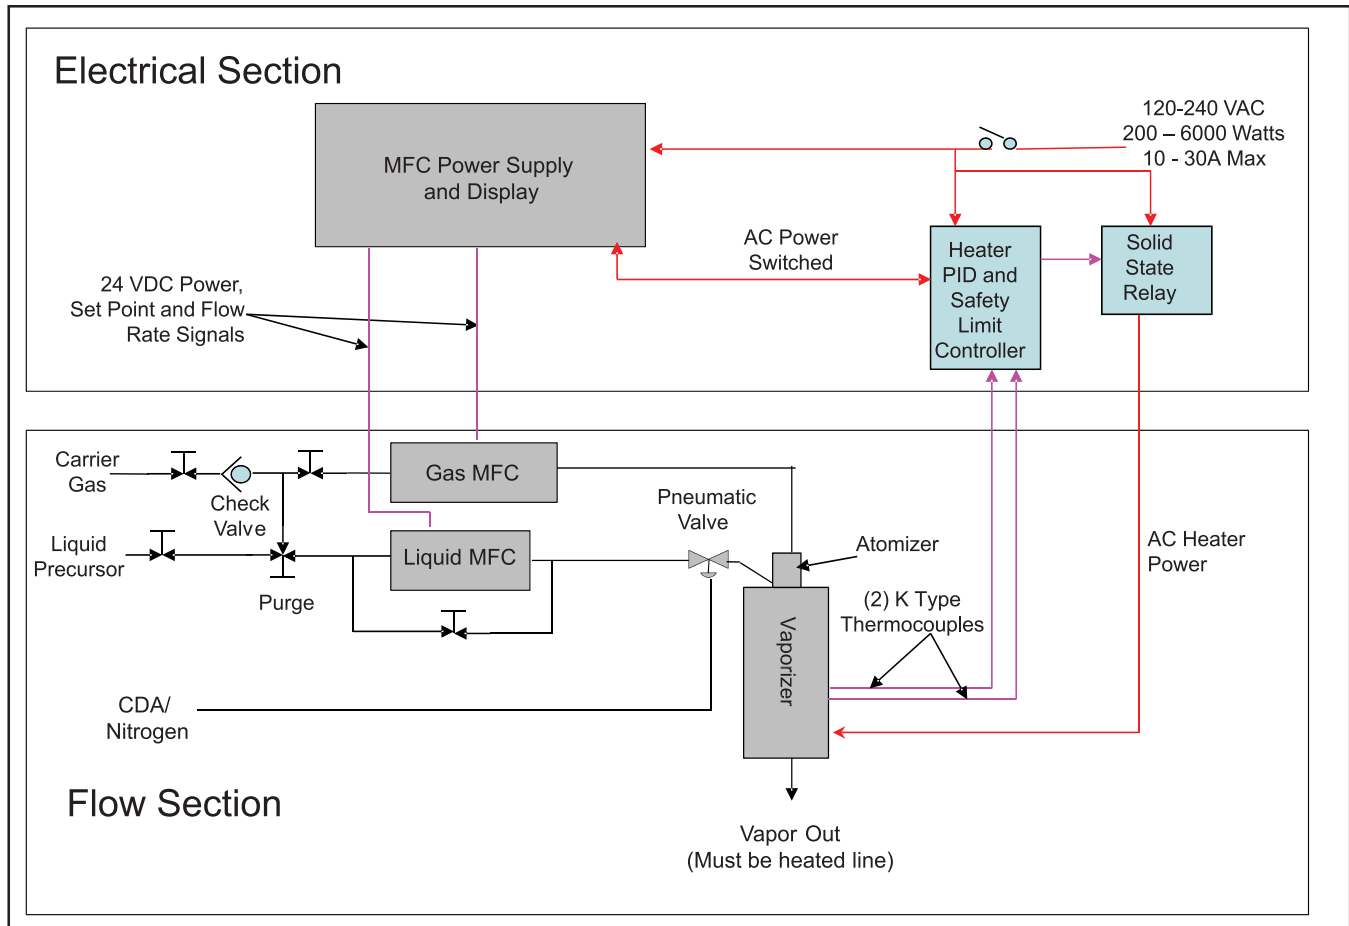 Electrical Section
MFC Power Supply
and Display
120-240 VAC
200 – 6000 Watts
10 - 30A Max
AC Power
Switched
Heater
PID and
Safety
Limit
Controller
Solid
State
Relay
24 VDC Power,
Set Point and Flow
Rate Signals
Carrier
Gas
Check
Valve
Gas MFC
Liquid
Precursor
Purge
Liquid MFC
Pneumatic
Valve
Atomizer
Vaporizer
(2) K Type
Thermocouples
AC Heater
Power
CDA/
Nitrogen
Flow Section
Vapor Out
(Must be heated line)